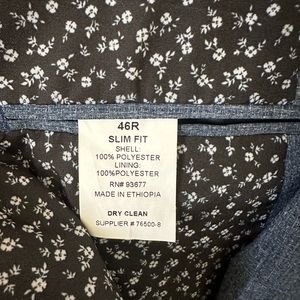 46R
SLIM FIT
SHELL:
100% POLYESTER
LINING:
100%POLYESTER
RN# 93677
MADE IN ETHIOPIA
DRY CLEAN
SUPPLIER # 76500-8